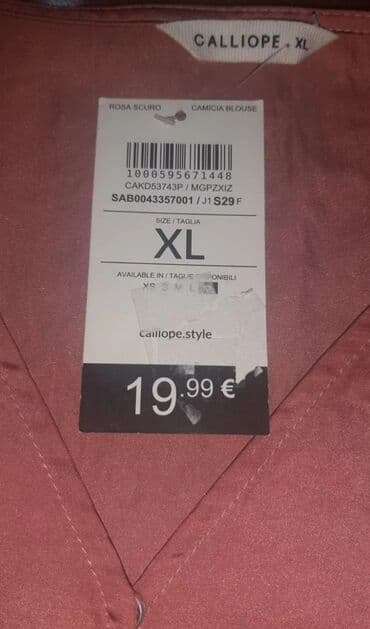 CALLIOPE. XL
ROSA SCURO CAMICIA BLOUSE
1000595671448
CAKD53743P / MGPZXIZ
SAB0043357001 / J1 S29 F
SIZE / TAGLIA
XL
AVAILABLE IN / TAGLIE DISPONIBILI
XS S M L
calliope.style
19.99 €